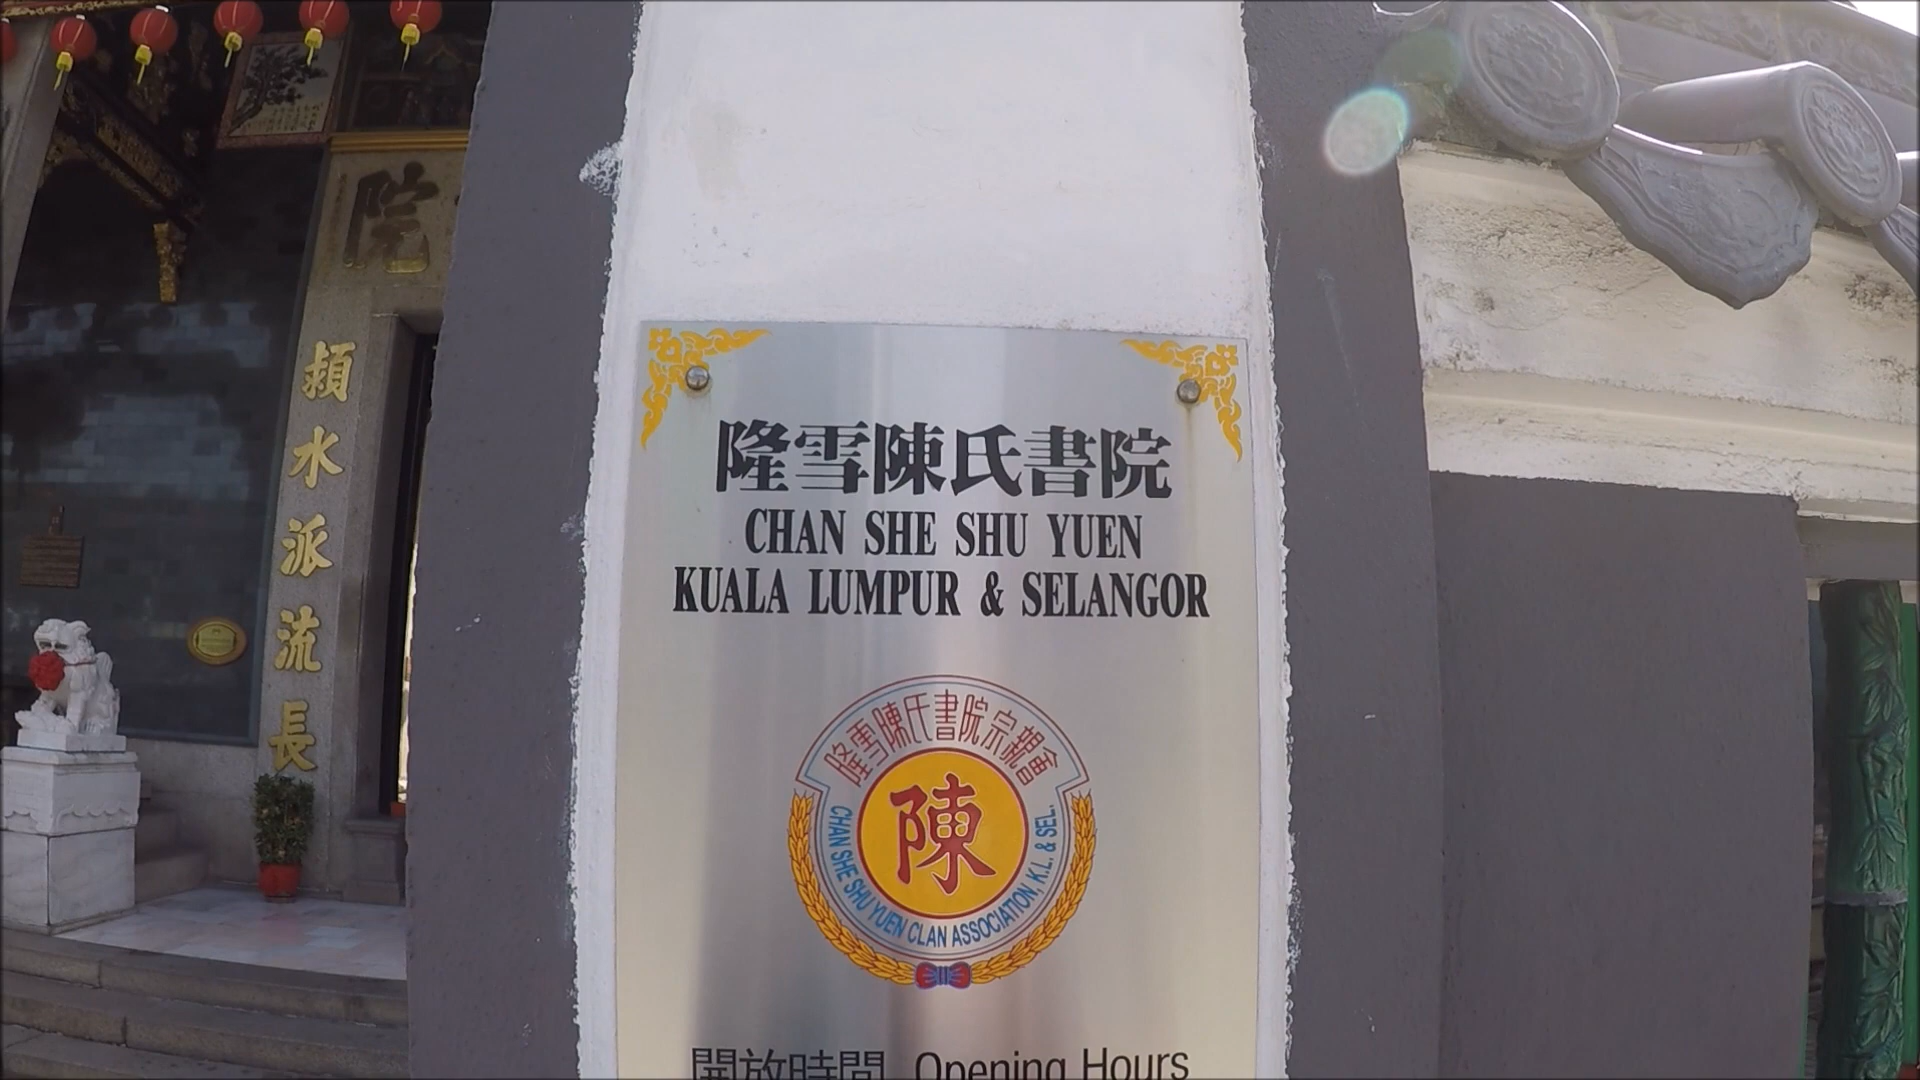 院
潁水派流長
隆雪陳氏書院
CHAN SHE SHU YUEN
KUALA LUMPUR & SELANGOR
隆雪陳氏書院宗親會
陳
CHAN SHE SHU YUEN CLAN ASSOCIATION, K.L. & SEL.
開放時間 Opening Hours